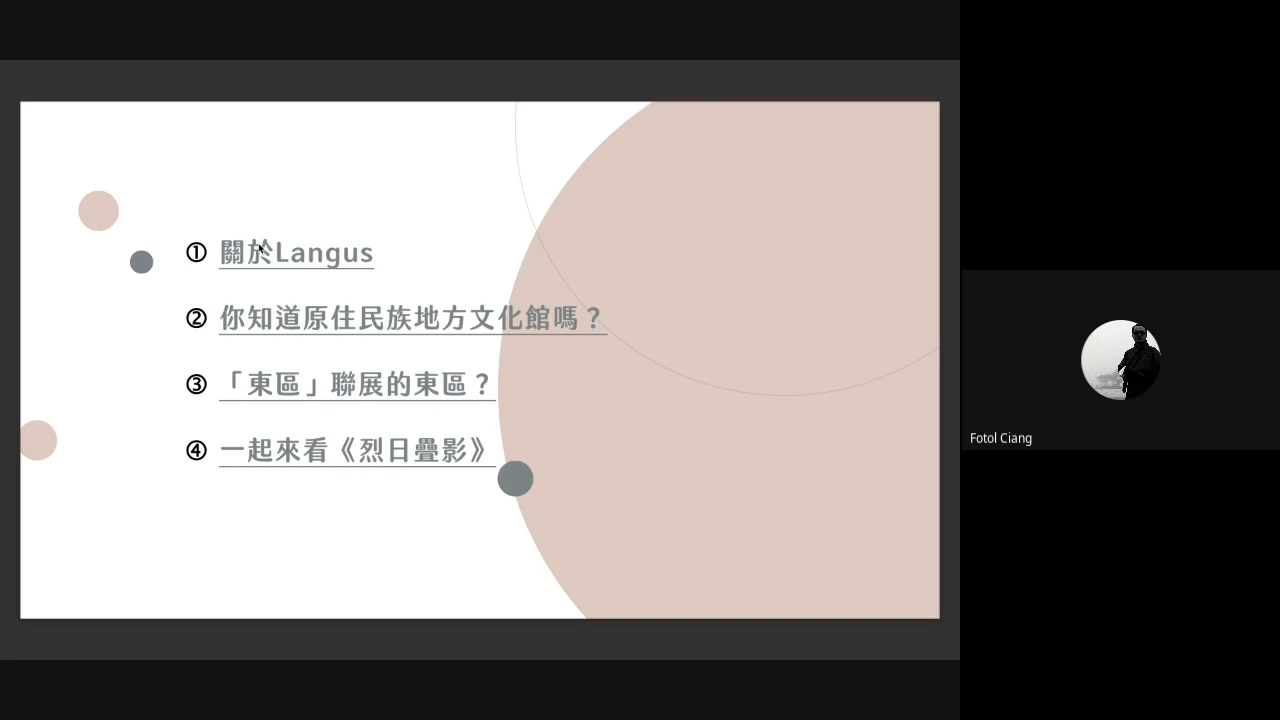 ① 關於Langus
② 你知道原住民族地方文化館嗎？
③ 「東區」聯展的東區？
④ 一起來看《烈日疊影》
Fotol Ciang